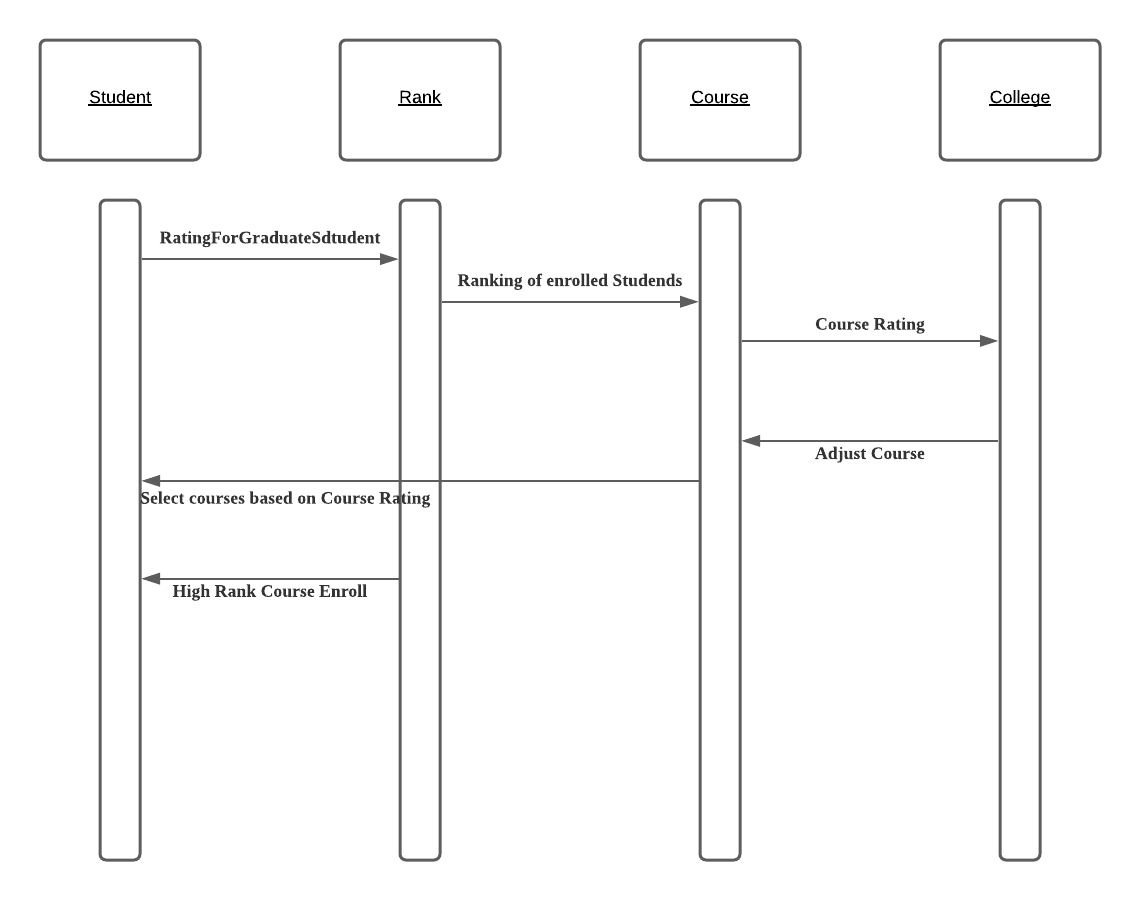 Student
Rank
Course
College
RatingForGraduateSdtudent
Ranking of enrolled Studends
Course Rating
Adjust Course
Select courses based on Course Rating
High Rank Course Enroll